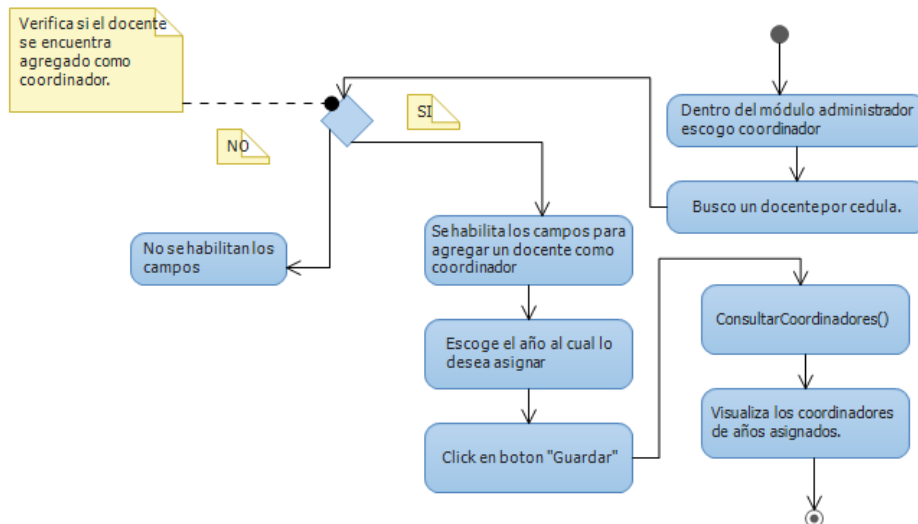 Verifica si el docente
se encuentra
agregado como
coordinador.
NO
SI
Dentro del módulo administrador
escogo coordinador
Busco un docente por cedula.
No se habilitan los
campos
Se habilita los campos para
agregar un docente como
coordinador
Escoge el año al cual lo
desea asignar
Click en boton "Guardar"
ConsultarCoordinadores()
Visualiza los coordinadores
de años asignados.